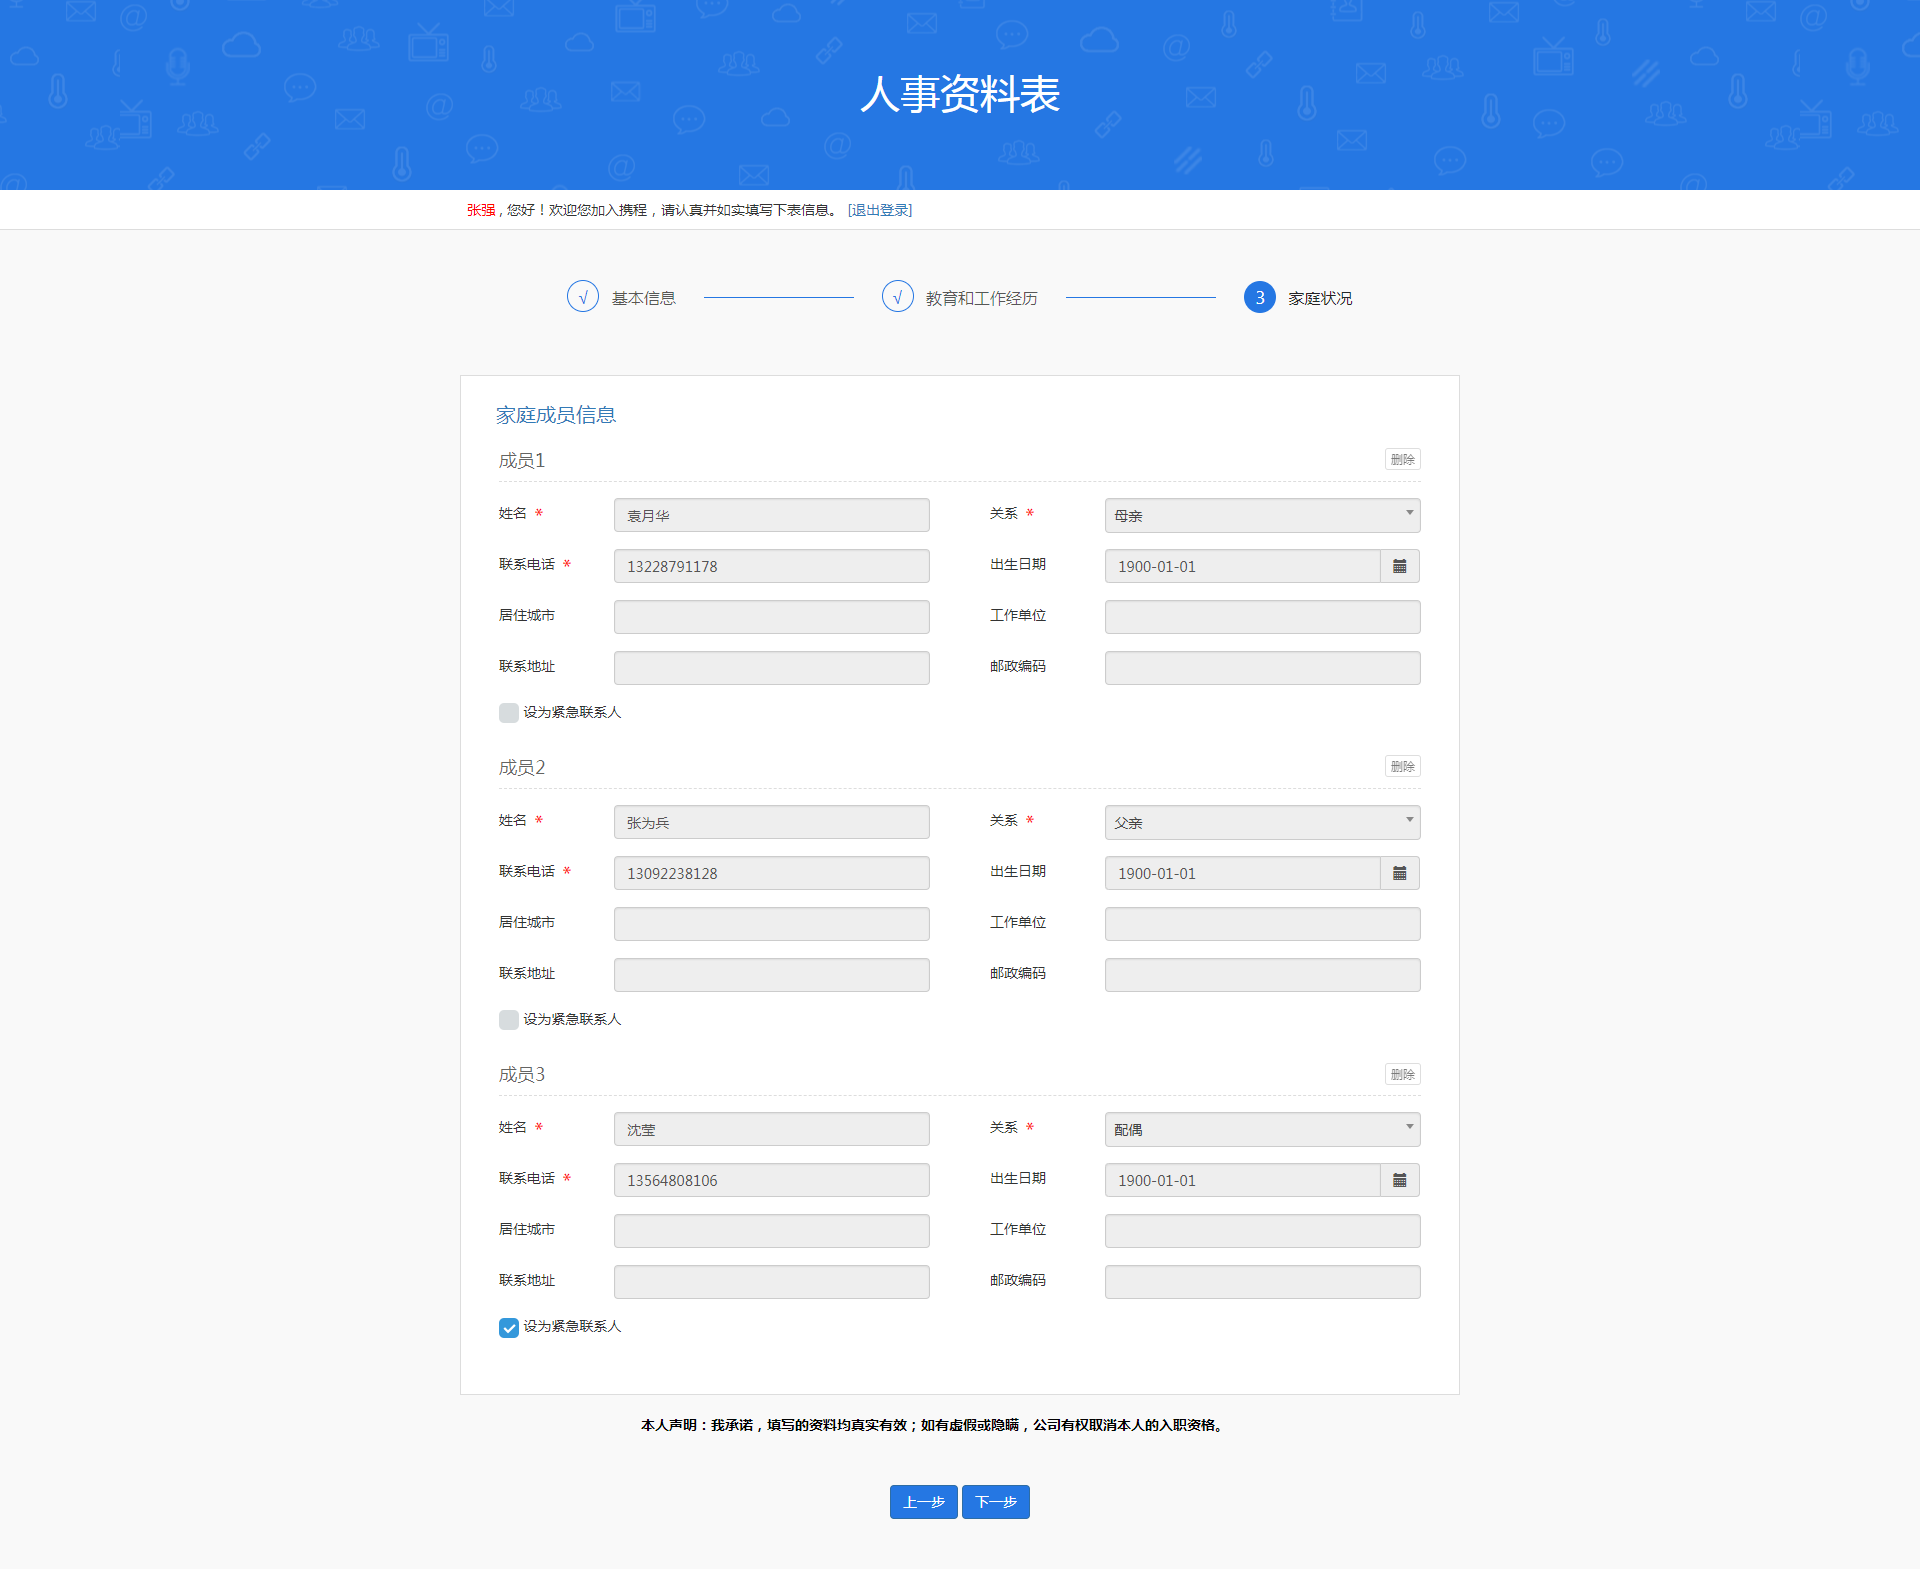 人事资料表
张强 , 您好！欢迎您加入携程，请认真并如实填写下表信息。 [退出登录]
√ 基本信息 √ 教育和工作经历 3 家庭状况
家庭成员信息
成员1 删除
姓名 * 袁月华 关系 * 母亲
联系电话 * 13228791178 出生日期 1900-01-01
居住城市 工作单位
联系地址 邮政编码
设为紧急联系人
成员2 删除
姓名 * 张为兵 关系 * 父亲
联系电话 * 13092238128 出生日期 1900-01-01
居住城市 工作单位
联系地址 邮政编码
设为紧急联系人
成员3 删除
姓名 * 沈莹 关系 * 配偶
联系电话 * 13564808106 出生日期 1900-01-01
居住城市 工作单位
联系地址 邮政编码
设为紧急联系人
本人声明：我承诺，填写的资料均真实有效；如有虚假或隐瞒，公司有权取消本人的入职资格。
上一步 下一步